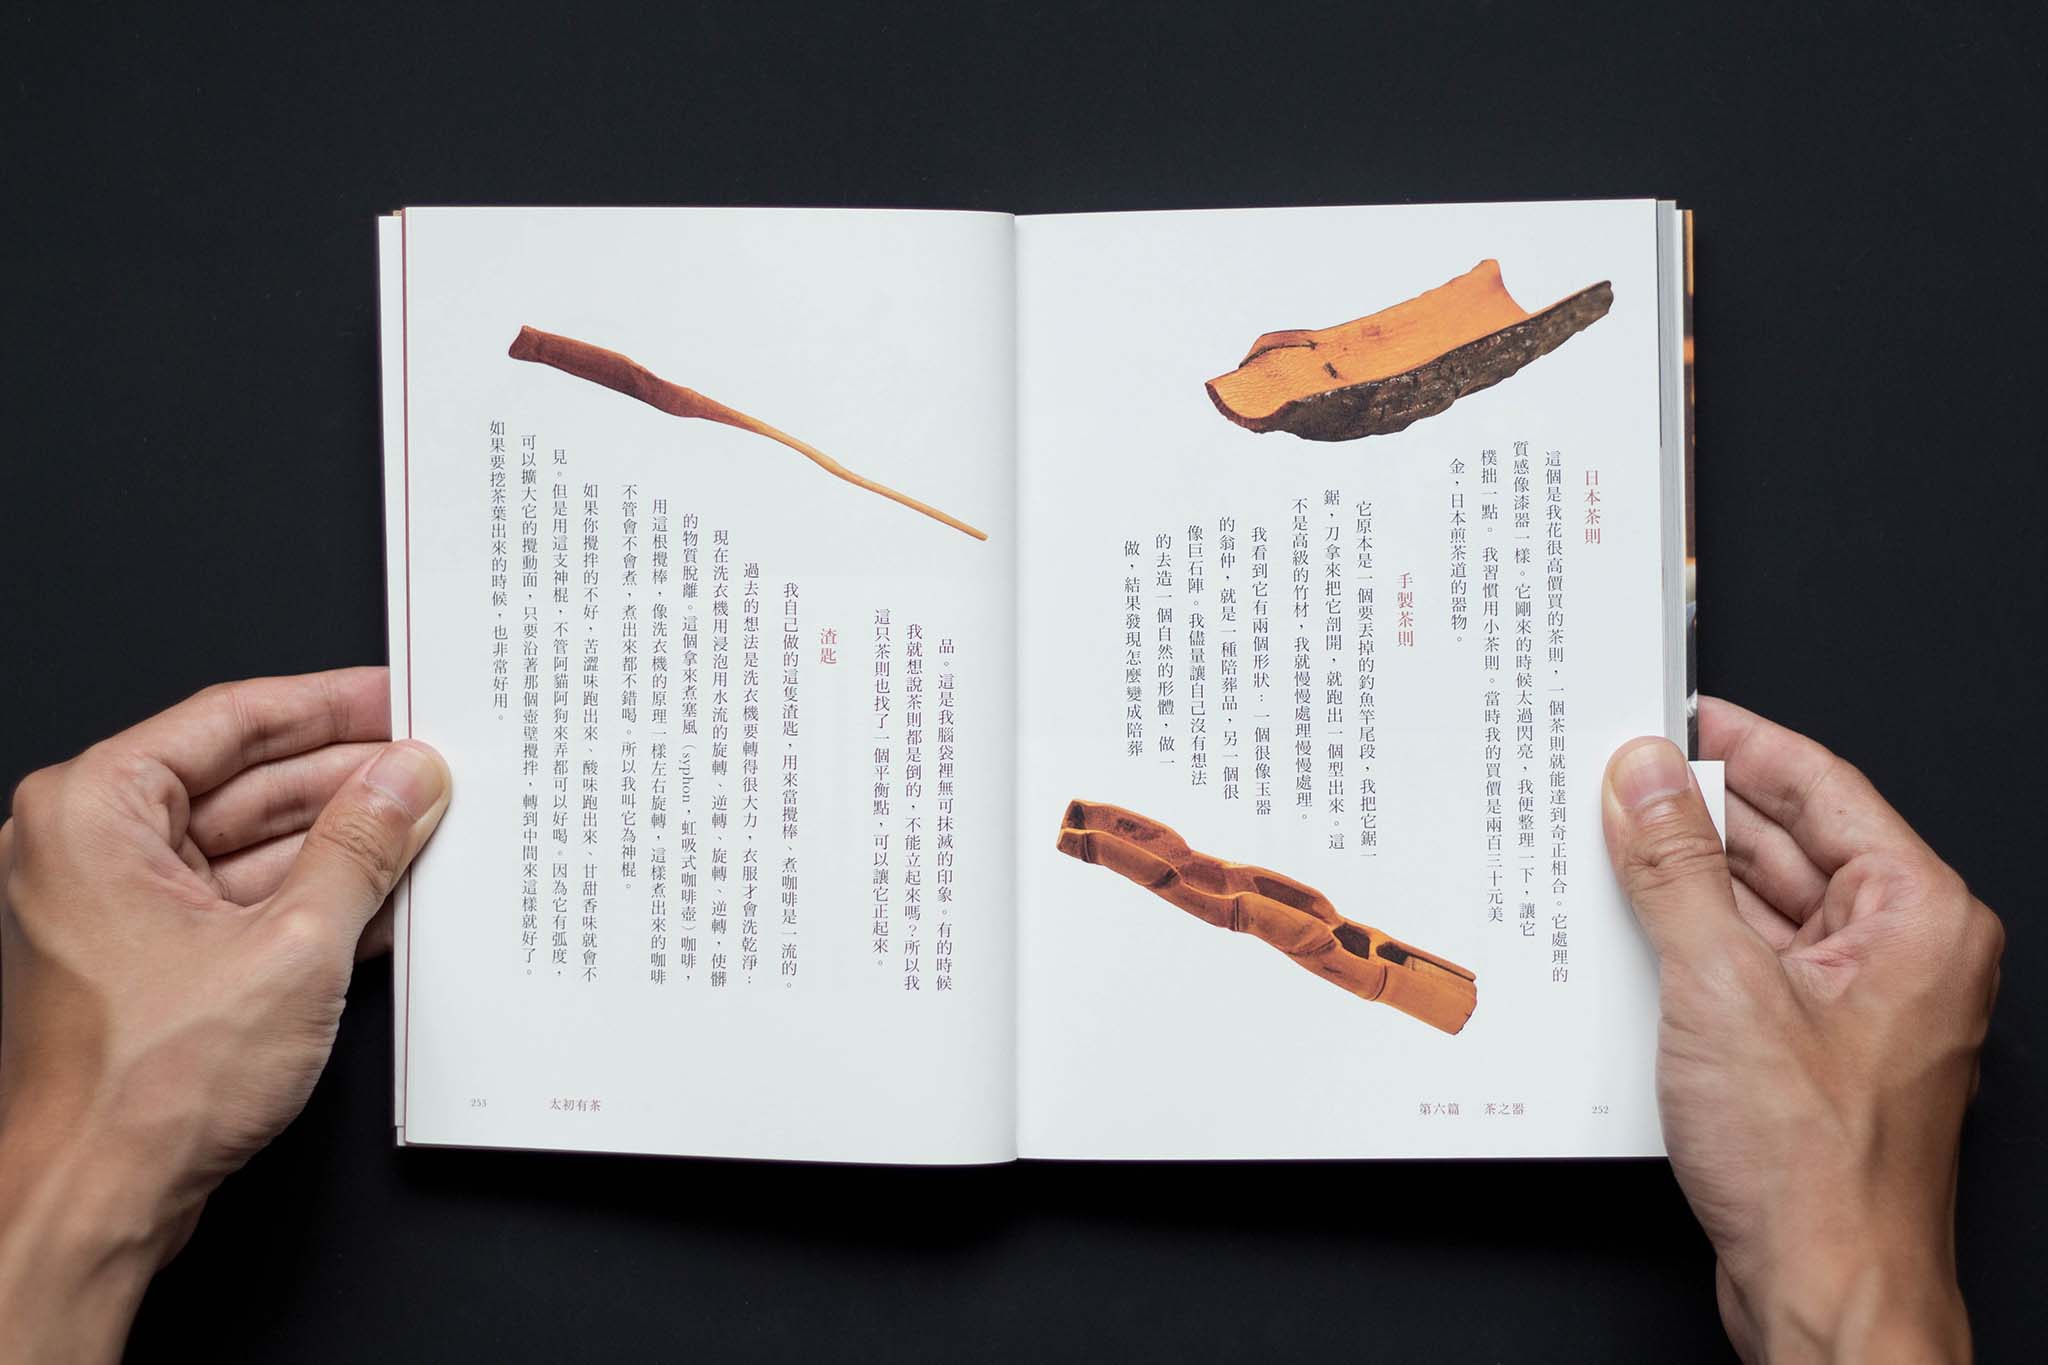 日本茶則
這個是我花很高價買的茶則，一個茶則就能達到奇正相合。它處理的
質感像漆器一樣。它剛來的時候太過閃亮，我便整理一下，讓它
樸拙一點。我習慣用小茶則。當時我的買價是兩百三十元美
金，日本煎茶道的器物。
手製茶則
它原本是一個要丟掉的釣魚竿尾段，我把它鋸一
鋸，刀拿來把它剖開，就跑出一個型出來。這
不是高級的竹材，我就慢慢處理慢慢處理。
我看到它有兩個形狀：一個很像玉器
的翁仲，就是一種陪葬品，另一個很
像巨石陣。我儘量讓自己沒有想法
的去造一個自然的形體，做一
做，結果發現怎麼變成陪葬
第六篇 茶之器 252
品。這是我腦袋裡無可抹滅的印象。有的時候
我就想說茶則都是倒的，不能立起來嗎？所以我
這只茶則也找了一個平衡點，可以讓它正起來。
渣匙
我自己做的這隻渣匙，用來當攪棒、煮咖啡是一流的。
過去的想法是洗衣機要轉得很大力，衣服才會洗乾淨：
現在洗衣機用浸泡用水流的旋轉、逆轉、旋轉、逆轉，使髒
的物質脫離。這個拿來煮塞風（syphon，虹吸式咖啡壺）咖啡，
用這根攪棒，像洗衣機的原理一樣左右旋轉，這樣煮出來的咖啡
不管會不會煮，煮出來都不錯喝。所以我叫它為神棍。
如果你攪拌的不好，苦澀味跑出來、酸味跑出來、甘甜香味就會不
見。但是用這支神棍，不管阿貓阿狗來弄都可以好喝。因為它有弧度，
可以擴大它的攪動面，只要沿著那個壺壁攪拌，轉到中間來這樣就好了。
如果要挖茶葉出來的時候，也非常好用。
253 太初有茶